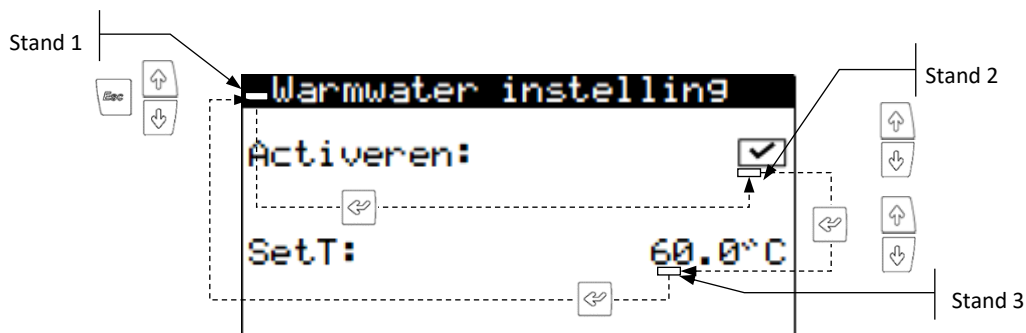 Stand 1
Esc
Warmwater instelling
Stand 2
Activeren:
SetT: 60.0°C
Stand 3